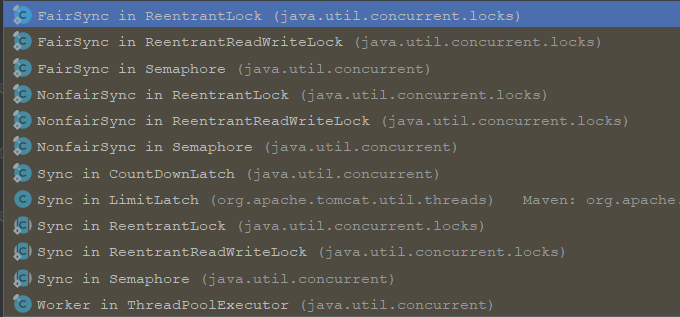 FairSync in ReentrantLock (java.util.concurrent.locks)
FairSync in ReentrantReadWriteLock (java.util.concurrent.locks)
FairSync in Semaphore (java.util.concurrent)
NonfairSync in ReentrantLock (java.util.concurrent.locks)
NonfairSync in ReentrantReadWriteLock (java.util.concurrent.locks)
NonfairSync in Semaphore (java.util.concurrent)
Sync in CountDownLatch (java.util.concurrent)
Sync in LimitLatch (org.apache.tomcat.util.threads) Maven: org.apache.
Sync in ReentrantLock (java.util.concurrent.locks)
Sync in ReentrantReadWriteLock (java.util.concurrent.locks)
Sync in Semaphore (java.util.concurrent)
Worker in ThreadPoolExecutor (java.util.concurrent)